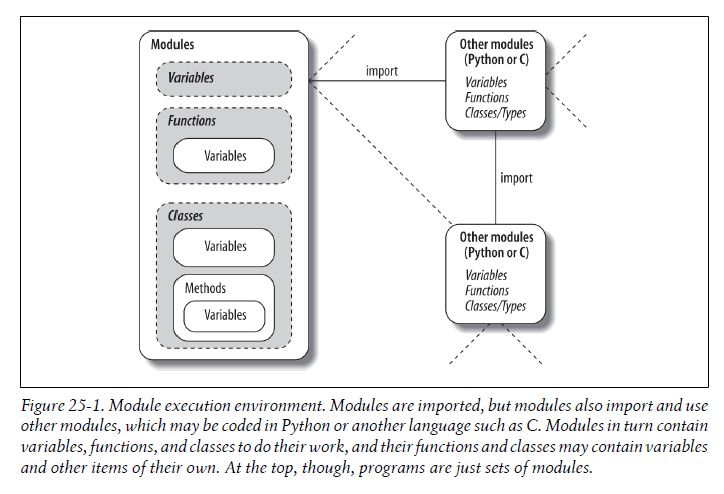 Modules
Variables
Functions
Variables
Classes
Variables
Methods
Variables
import
Other modules
(Python or C)
Variables
Functions
Classes/Types
import
Other modules
(Python or C)
Variables
Functions
Classes/Types
Figure 25-1. Module execution environment. Modules are imported, but modules also import and use
other modules, which may be coded in Python or another language such as C. Modules in turn contain
variables, functions, and classes to do their work, and their functions and classes may contain variables
and other items of their own. At the top, though, programs are just sets of modules.